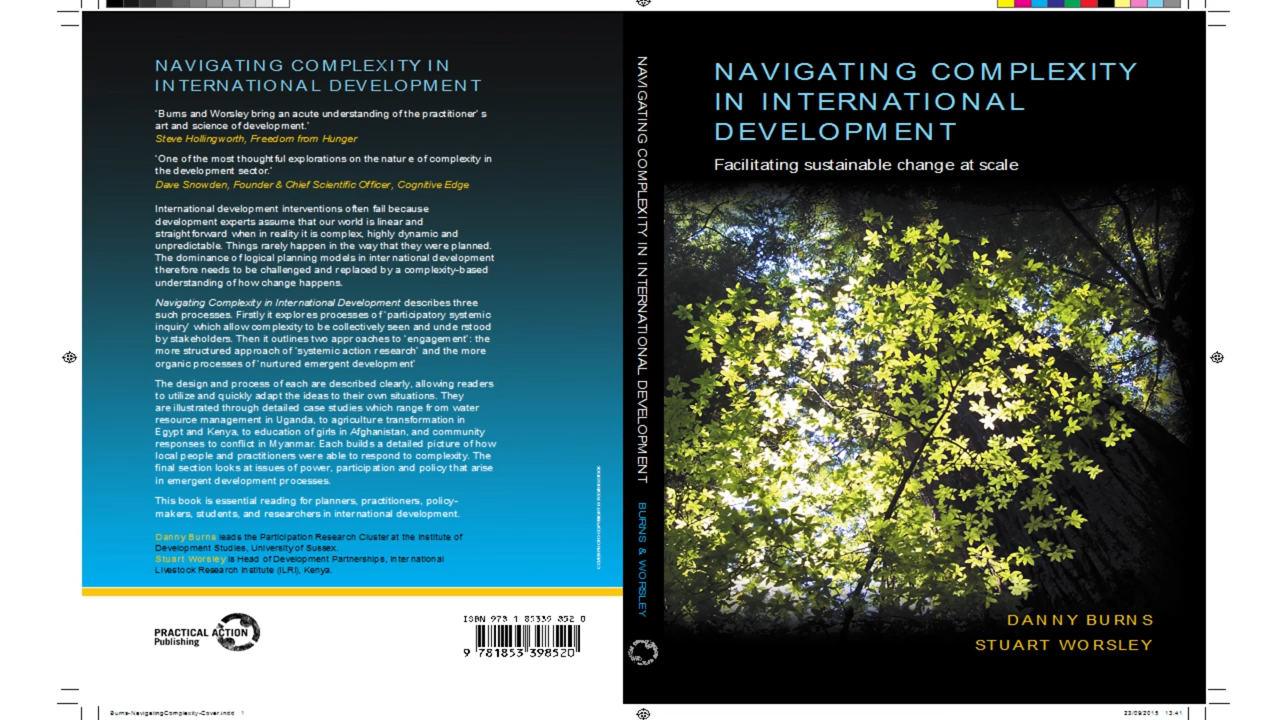 NAVIGATING COMPLEXITY IN
INTERNATIONAL DEVELOPMENT
'Burns and Worsley bring an acute understanding of the practitioner's
art and science of development.'
Steve Hollingworth, Freedom from Hunger
'One of the most thoughtful explorations on the nature of complexity in
the development sector.'
Dave Snowden, Founder & Chief Scientific Officer, Cognitive Edge
International development interventions often fail because
development experts assume that our world is linear and
straightforward when in reality it is complex, highly dynamic and
unpredictable. Things rarely happen in the way that they were planned.
The dominance of logical planning models in international development
therefore needs to be challenged and replaced by a complexity-based
understanding of how change happens.
Navigating Complexity in International Development describes three
such processes. Firstly it explores processes of 'participatory systemic
inquiry' which allow complexity to be collectively seen and understood
by stakeholders. Then it outlines two approaches to 'engagement': the
more structured approach of 'systemic action research' and the more
organic processes of 'nurtured emergent development'
The design and process of each are described clearly, allowing readers
to utilize and quickly adapt the ideas to their own situations. They
are illustrated through detailed case studies which range from water
resource management in Uganda, to agriculture transformation in
Egypt and Kenya, to education of girls in Afghanistan, and community
responses to conflict in Myanmar. Each builds a detailed picture of how
local people and practitioners were able to respond to complexity. The
final section looks at issues of power, participation and policy that arise
in emergent development processes.
This book is essential reading for planners, practitioners, policy-
makers, students, and researchers in international development.
Danny Burns leads the Participation Research Cluster at the Institute of
Development Studies, University of Sussex.
Stuart Worsley is Head of Development Partnerships, International
Livestock Research Institute (ILRI), Kenya.
PRACTICAL ACTION
Publishing
ISBN 978 1 85339 852 0
9 781853 398520
NAVIGATING COMPLEXITY IN INTERNATIONAL DEVELOPMENT BURNS & WORSLEY
NAVIGATING COMPLEXITY
IN INTERNATIONAL
DEVELOPMENT
Facilitating sustainable change at scale
DANNY BURNS
STUART WORSLEY
Burns-NavigatingComplexity-Cover.indd 1
23/09/2015 13:41